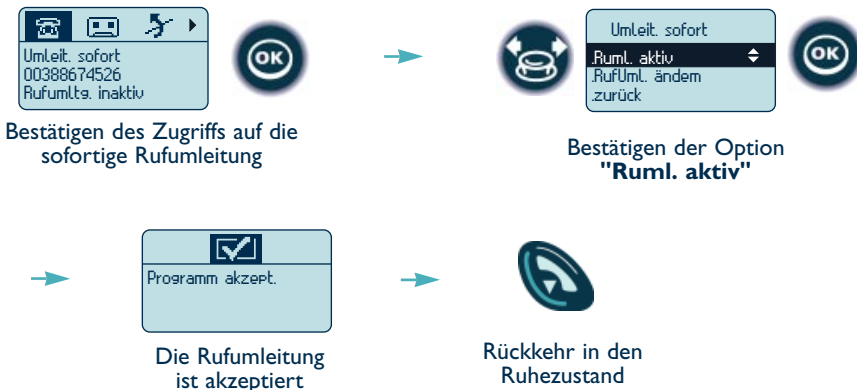 Umleit. sofort
00388674526
Rufumltg. inaktiv
OK
Bestätigen des Zugriffs auf die
sofortige Rufumleitung
Umleit. sofort
.Ruml. aktiv
.RufUml. ändern
.zurück
OK
Bestätigen der Option
"Ruml. aktiv"
Programm akzept.
Die Rufumleitung
ist akzeptiert
Rückkehr in den
Ruhezustand